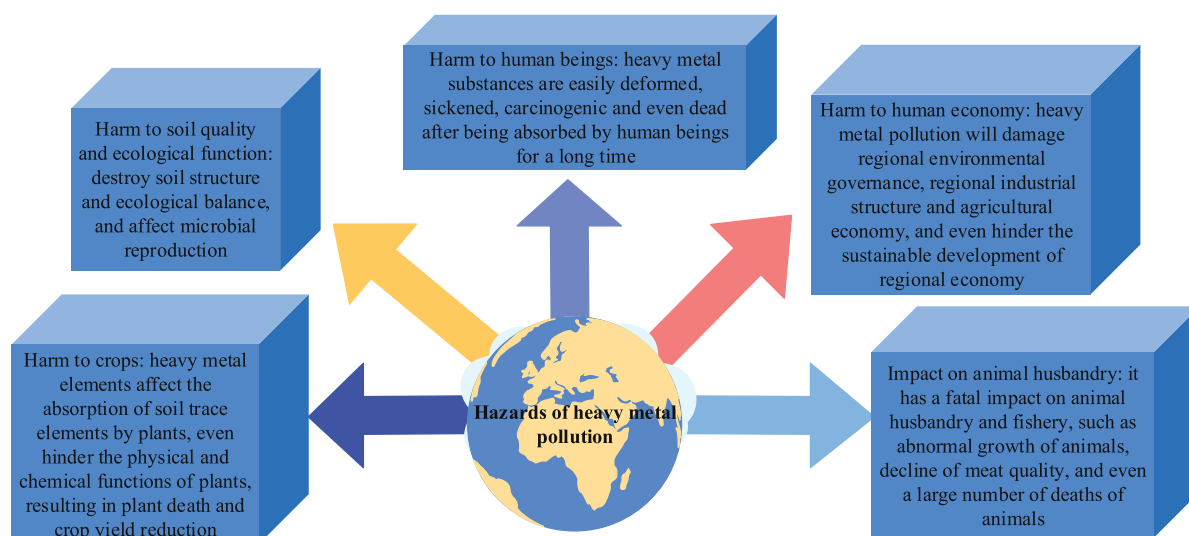 Harm to human beings: heavy metal
substances are easily deformed,
sickened, carcinogenic and even dead
after being absorbed by human beings
for a long time
Harm to soil quality
and ecological function:
destroy soil structure
and ecological balance,
and affect microbial
reproduction
Harm to human economy: heavy
metal pollution will damage
regional environmental
governance, regional industrial
structure and agricultural
economy, and even hinder the
sustainable development of
regional economy
Harm to crops: heavy metal
elements affect the
absorption of soil trace
elements by plants, even
hinder the physical and
chemical functions of plants,
resulting in plant death and
crop yield reduction
Hazards of heavy metal
pollution
Impact on animal husbandry: it
has a fatal impact on animal
husbandry and fishery, such as
abnormal growth of animals,
decline of meat quality, and even
a large number of deaths of
animals